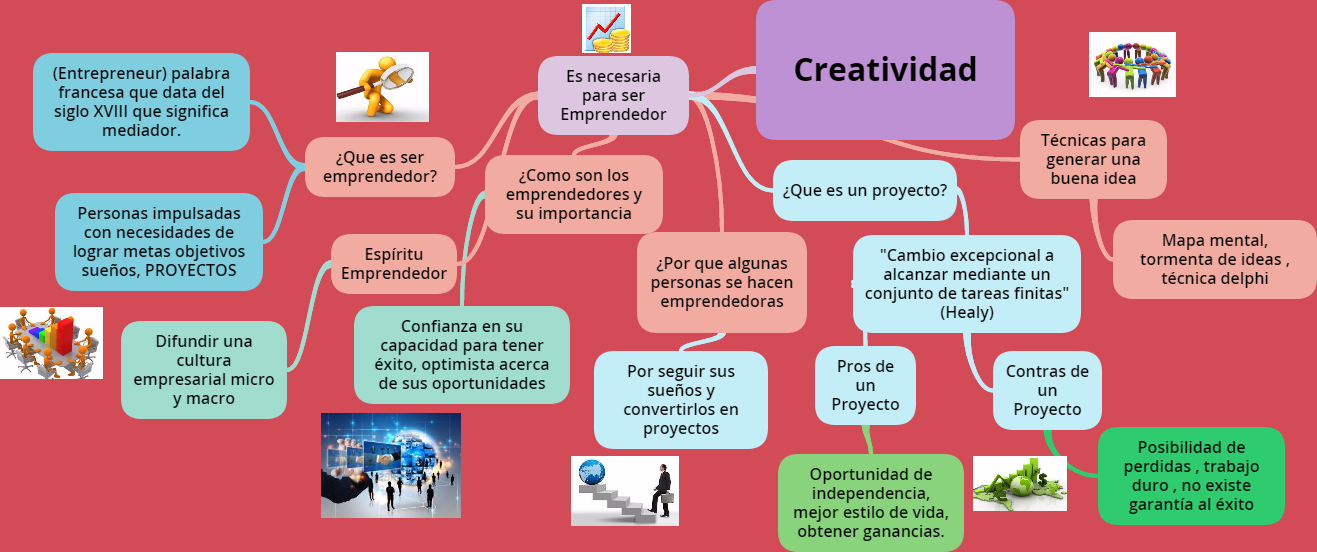 Creatividad
Es necesaria
para ser
Emprendedor
¿Que es ser
emprendedor?
(Entrepreneur) palabra
francesa que data del
siglo XVIII que significa
mediador.
Personas impulsadas
con necesidades de
lograr metas objetivos
sueños, PROYECTOS
Espíritu
Emprendedor
Difundir una
cultura
empresarial micro
y macro
¿Como son los
emprendedores y
su importancia
Confianza en su
capacidad para tener
éxito, optimista acerca
de sus oportunidades
¿Por que algunas
personas se hacen
emprendedoras
Por seguir sus
sueños y
convertirlos en
proyectos
¿Que es un proyecto?
"Cambio excepcional a
alcanzar mediante un
conjunto de tareas finitas"
(Healy)
Pros de
un
Proyecto
Oportunidad de
independencia,
mejor estilo de vida,
obtener ganancias.
Contras de
un
Proyecto
Posibilidad de
perdidas , trabajo
duro , no existe
garantía al éxito
Técnicas para
generar una
buena idea
Mapa mental,
tormenta de ideas ,
técnica delphi